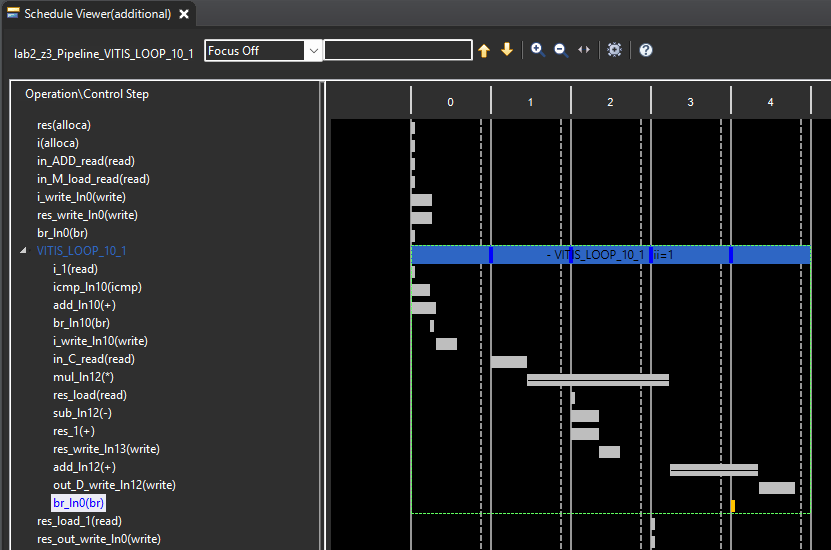 Schedule Viewer(additional)
lab2_z3_Pipeline_VITIS_LOOP_10_1 Focus Off
Operation\Control Step 0 1 2 3 4
res(alloca)
i(alloca)
in_ADD_read(read)
in_M_load_read(read)
i_write_ln0(write)
res_write_ln0(write)
br_ln0(br)
VITIS_LOOP_10_1 - VITIS_LOOP_10_1 ii=1
i_1(read)
icmp_ln10(icmp)
add_ln10(+)
br_ln10(br)
i_write_ln10(write)
in_C_read(read)
mul_ln12(*)
res_load(read)
sub_ln12(-)
res_1(+)
res_write_ln13(write)
add_ln12(+)
out_D_write_ln12(write)
br_ln0(br)
res_load_1(read)
res_out_write_ln0(write)